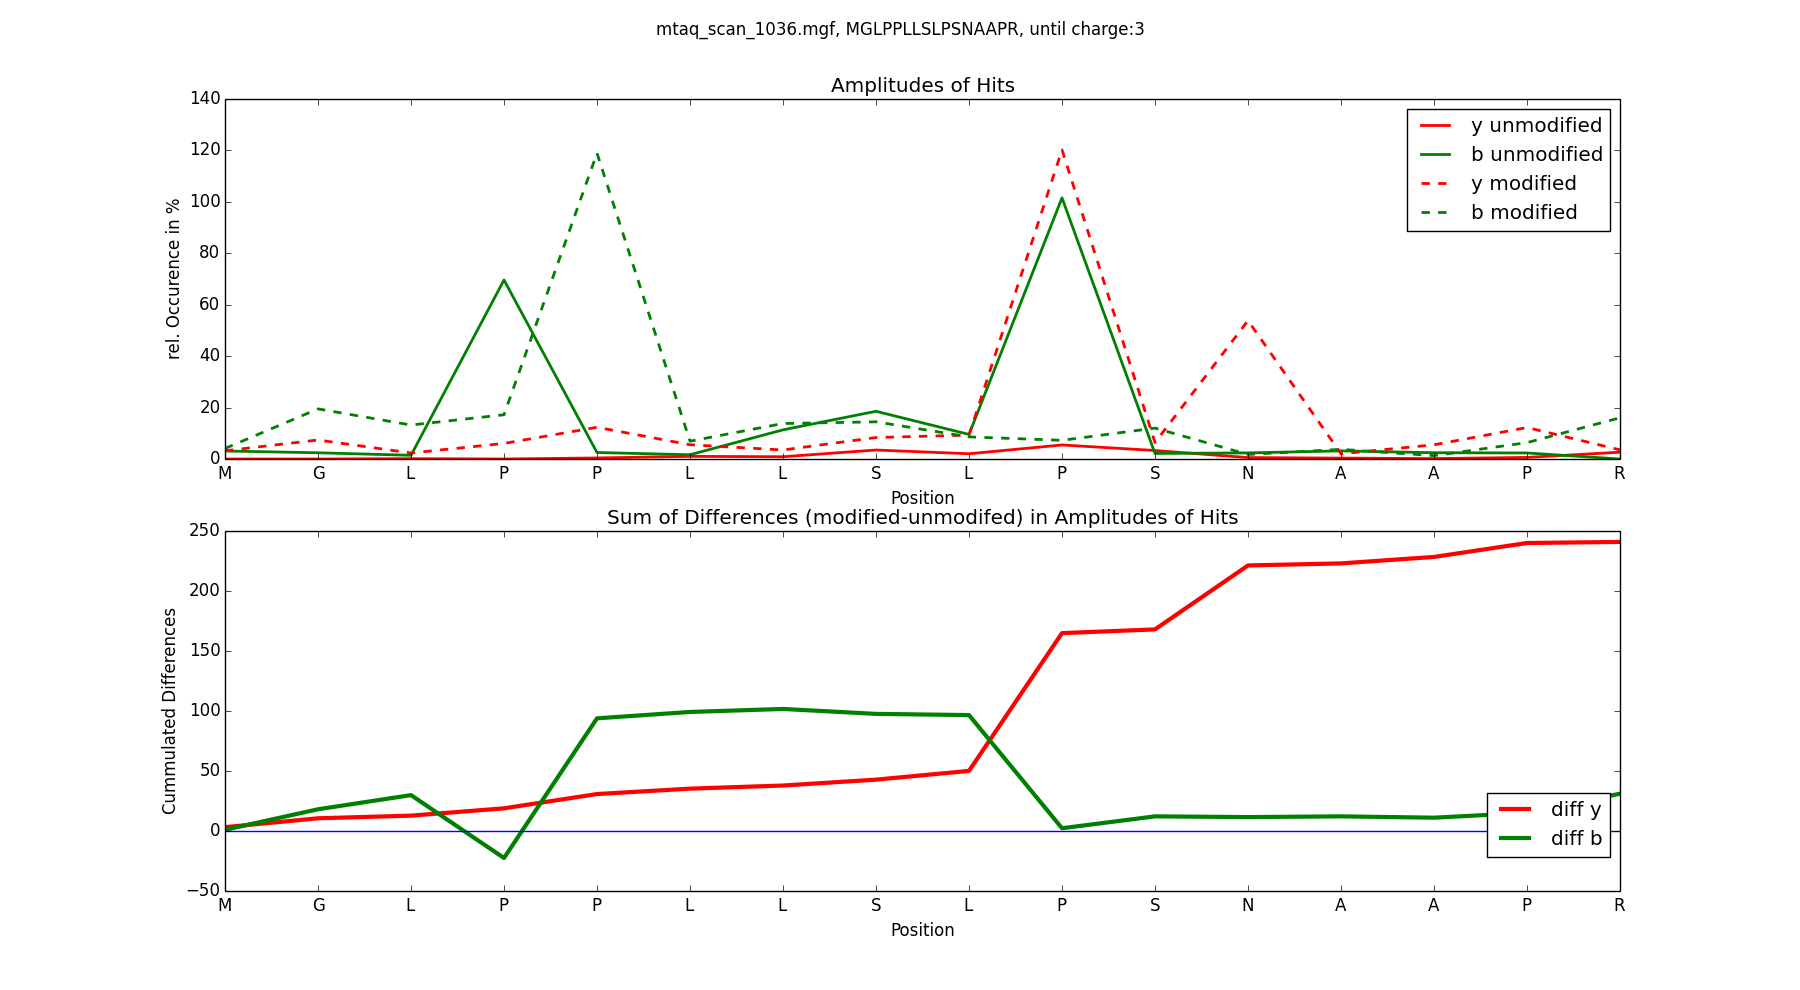 mtaq_scan_1036.mgf, MGLPPLLSLPSNAAPR, until charge:3
Amplitudes of Hits
140
120
100
80
60
40
20
0
rel. Occurence in %
y unmodified
b unmodified
y modified
b modified
M G L P P L L S L P S N A A P R
Position
Sum of Differences (modified-unmodifed) in Amplitudes of Hits
250
200
150
100
50
0
−50
Cummulated Differences
diff y
diff b
M G L P P L L S L P S N A A P R
Position